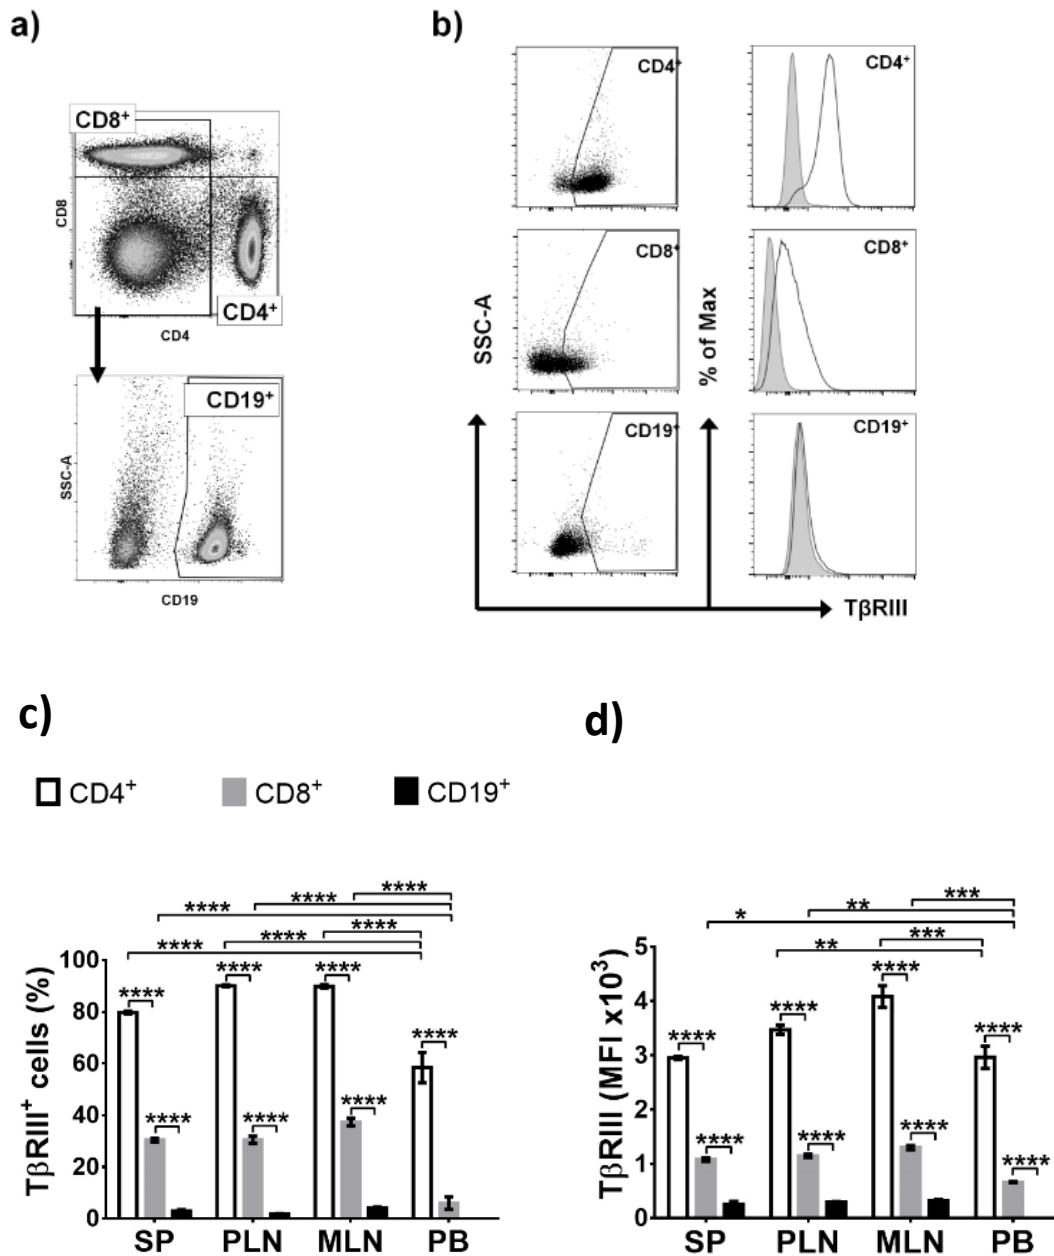 a)
CD8⁺
CD8
CD4⁺
CD4
CD19⁺
SSC-A
CD19
b)
CD4⁺
CD4⁺
CD8⁺
CD8⁺
CD19⁺
CD19⁺
SSC-A
% of Max
TβRIII
c)
CD4⁺ CD8⁺ CD19⁺
****
****
****
****
****
****
**** **** ****
****
**** **** ****
TβRIII⁺ cells (%)
100
80
60
40
20
0
SP PLN MLN PB
d)
***
**
*
***
**
****
****
**** ****
**** **** ****
****
TβRIII (MFI x10³)
5
4
3
2
1
0
SP PLN MLN PB